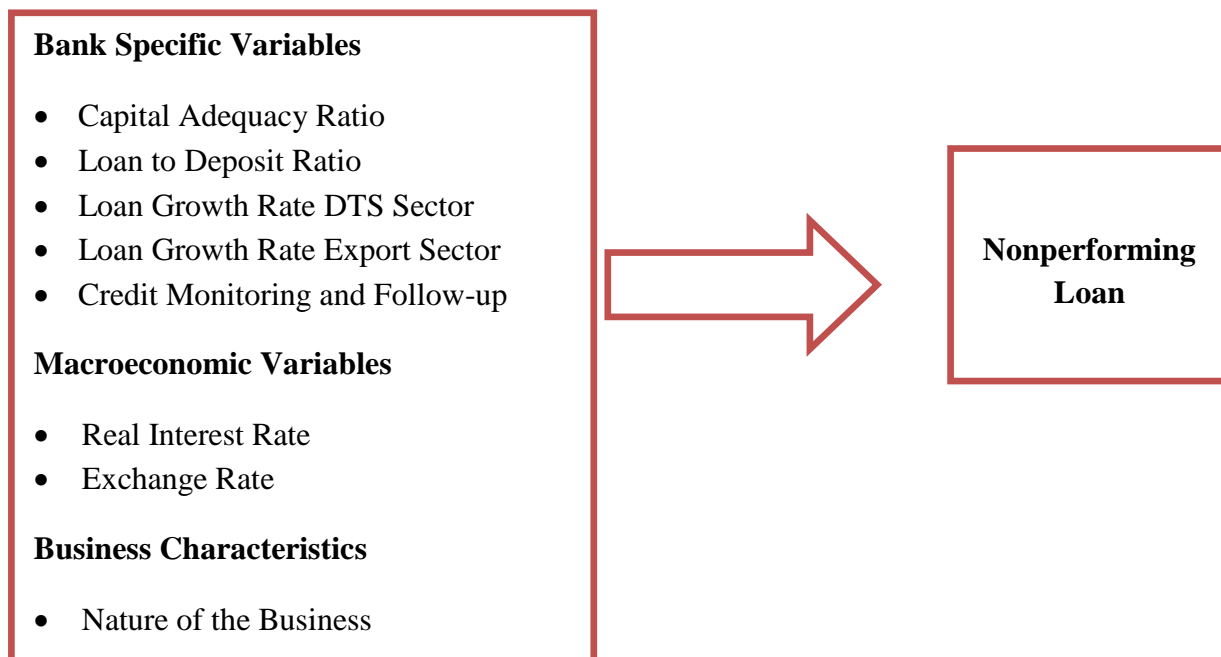 Bank Specific Variables
• Capital Adequacy Ratio
• Loan to Deposit Ratio
• Loan Growth Rate DTS Sector
• Loan Growth Rate Export Sector
• Credit Monitoring and Follow-up
Macroeconomic Variables
• Real Interest Rate
• Exchange Rate
Business Characteristics
• Nature of the Business
Nonperforming
Loan